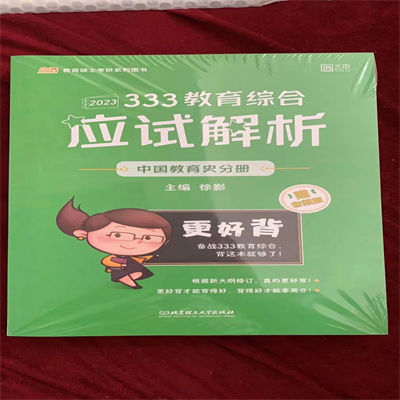 教育硕士考研系列图书
2023 333教育综合
应试解析
中国教育史分册
主编 徐影
更好背
备战333教育综合,
背这本就够了!
根据新大纲修订,真的更好背!
更好背才能背得好,背得好才能拿高分!
北京理工大学出版社